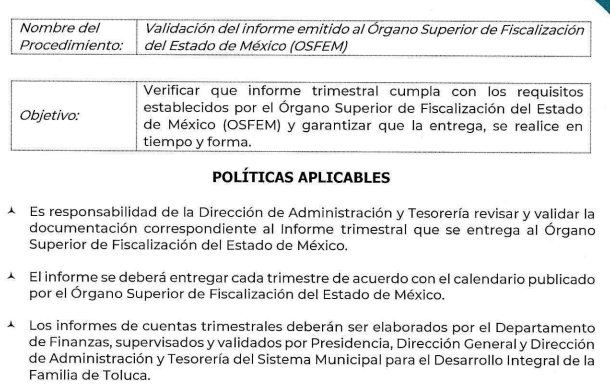 Nombre del Procedimiento:
Validación del informe emitido al Órgano Superior de Fiscalización
del Estado de México (OSFEM)
Objetivo:
Verificar que informe trimestral cumpla con los requisitos
establecidos por el Órgano Superior de Fiscalización del Estado
de México (OSFEM) y garantizar que la entrega, se realice en
tiempo y forma.
POLÍTICAS APLICABLES
Es responsabilidad de la Dirección de Administración y Tesorería revisar y validar la
documentación correspondiente al Informe trimestral que se entrega al Órgano
Superior de Fiscalización del Estado de México.
El informe se deberá entregar cada trimestre de acuerdo con el calendario publicado
por el Órgano Superior de Fiscalización del Estado de México.
Los informes de cuentas trimestrales deberán ser elaborados por el Departamento
de Finanzas, supervisados y validados por Presidencia, Dirección General y Dirección
de Administración y Tesorería del Sistema Municipal para el Desarrollo Integral de la
Familia de Toluca.